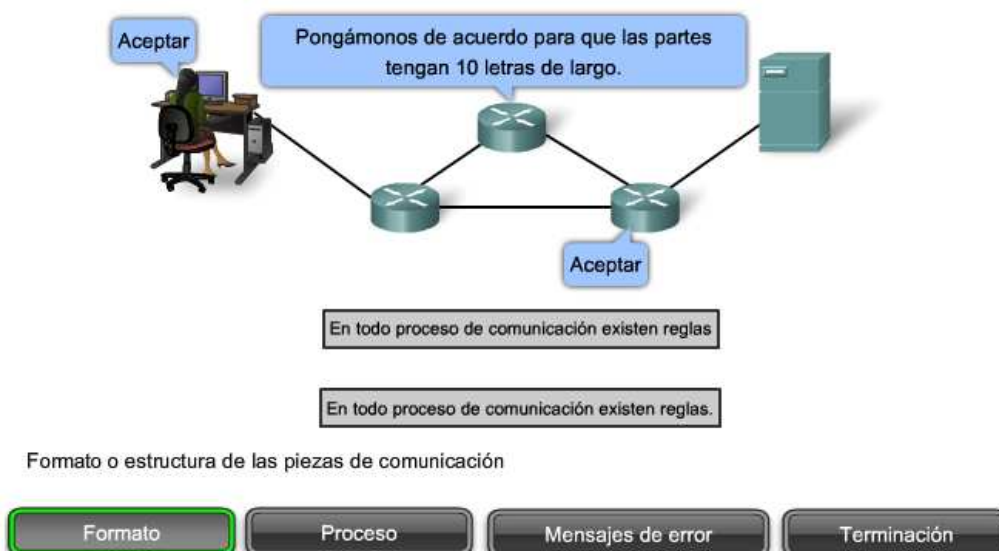 Aceptar
Pongámonos de acuerdo para que las partes
tengan 10 letras de largo.
Aceptar
En todo proceso de comunicación existen reglas
En todo proceso de comunicación existen reglas.
Formato o estructura de las piezas de comunicación
Formato
Proceso
Mensajes de error
Terminación